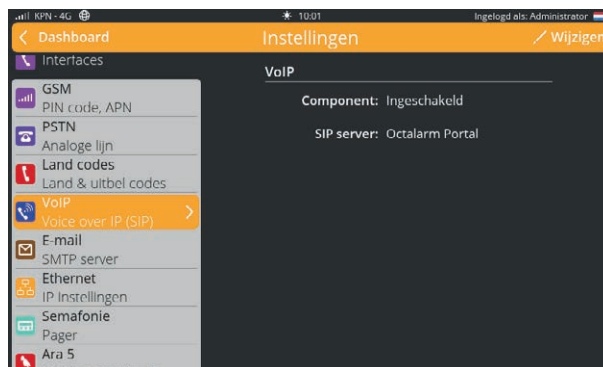 KPN - 4G 10:01 Ingelogd als: Administrator
Dashboard Instellingen Wijzigen
Interfaces
GSM
PIN code, APN
PSTN
Analoge lijn
Land codes
Land & uitbel codes
VoIP
Voice over IP (SIP)
E-mail
SMTP server
Ethernet
IP Instellingen
Semafonie
Pager
Ara 5
VoIP
Component: Ingeschakeld
SIP server: Octalarm Portal